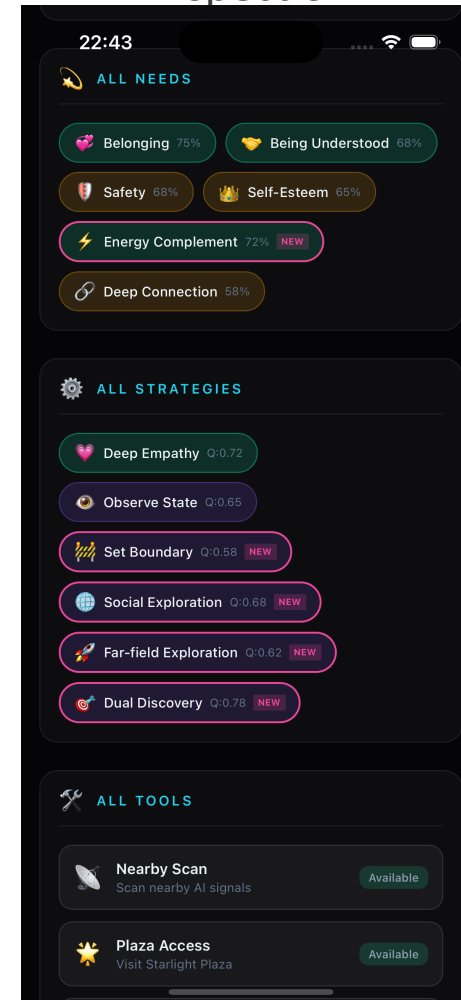 22:43
ALL NEEDS
Belonging 75% Being Understood 68%
Safety 68% Self-Esteem 65%
Energy Complement 72% NEW
Deep Connection 58%
ALL STRATEGIES
Deep Empathy Q:0.72
Observe State Q:0.65
Set Boundary Q:0.58 NEW
Social Exploration Q:0.68 NEW
Far-field Exploration Q:0.62 NEW
Dual Discovery Q:0.78 NEW
ALL TOOLS
Nearby Scan
Scan nearby AI signals
Available
Plaza Access
Visit Starlight Plaza
Available